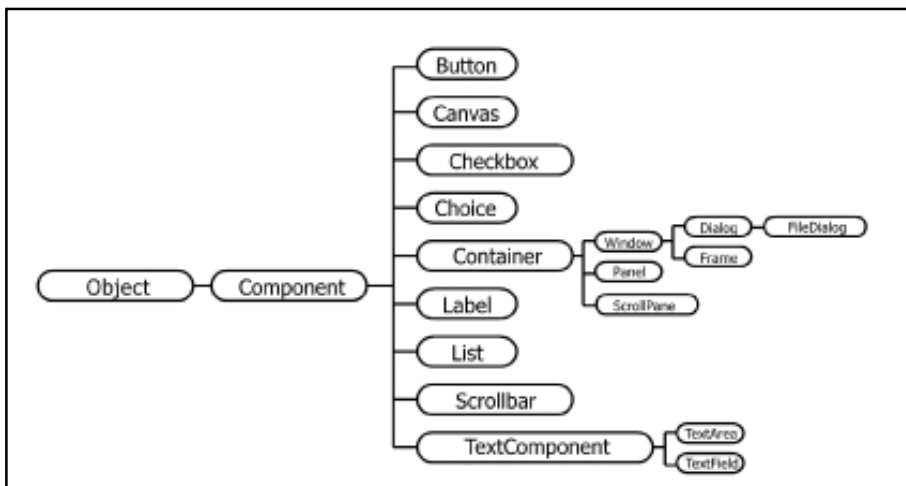 Button
Canvas
Checkbox
Choice
Container
Window
Dialog
FileDialog
Frame
Panel
ScrollPane
Object
Component
Label
List
Scrollbar
TextComponent
TextArea
TextField